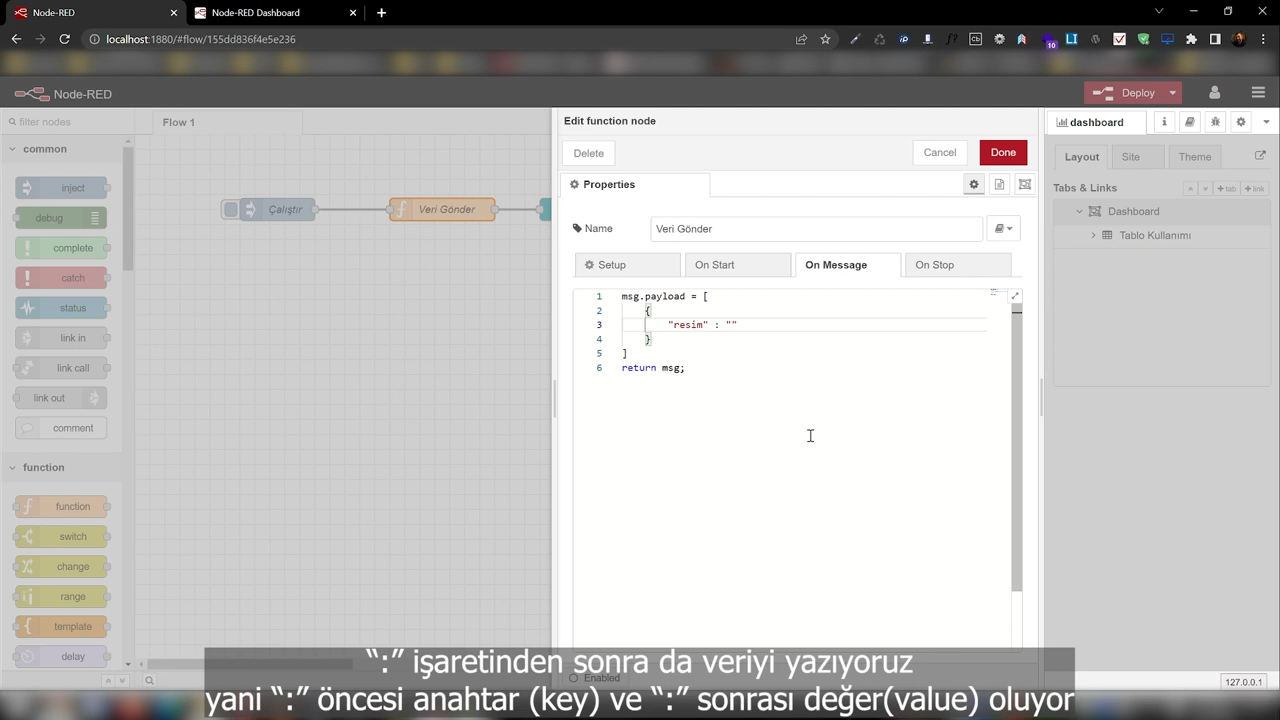 Node-RED
Node-RED Dashboard
localhost:1880/#flow/155dd836f4e5e236
10
Node-RED
Deploy
filter nodes
Flow 1
Edit function node
dashboard
common
Delete
Cancel
Done
Layout
Site
Theme
Properties
Tabs & Links
tab
link
inject
Çalıştır
Veri Gönder
Dashboard
debug
Name
Veri Gönder
Tablo Kullanımı
complete
Setup
On Start
On Message
On Stop
catch
1 msg.payload = [
2 {
3 "resim" : ""
4 }
5 ]
6 return msg;
status
link in
link call
link out
comment
function
function
switch
change
range
template
delay
Enabled
127.0.0.1
“:” işaretinden sonra da veriyi yazıyoruz
yani “:” öncesi anahtar (key) ve “:” sonrası değer(value) oluyor